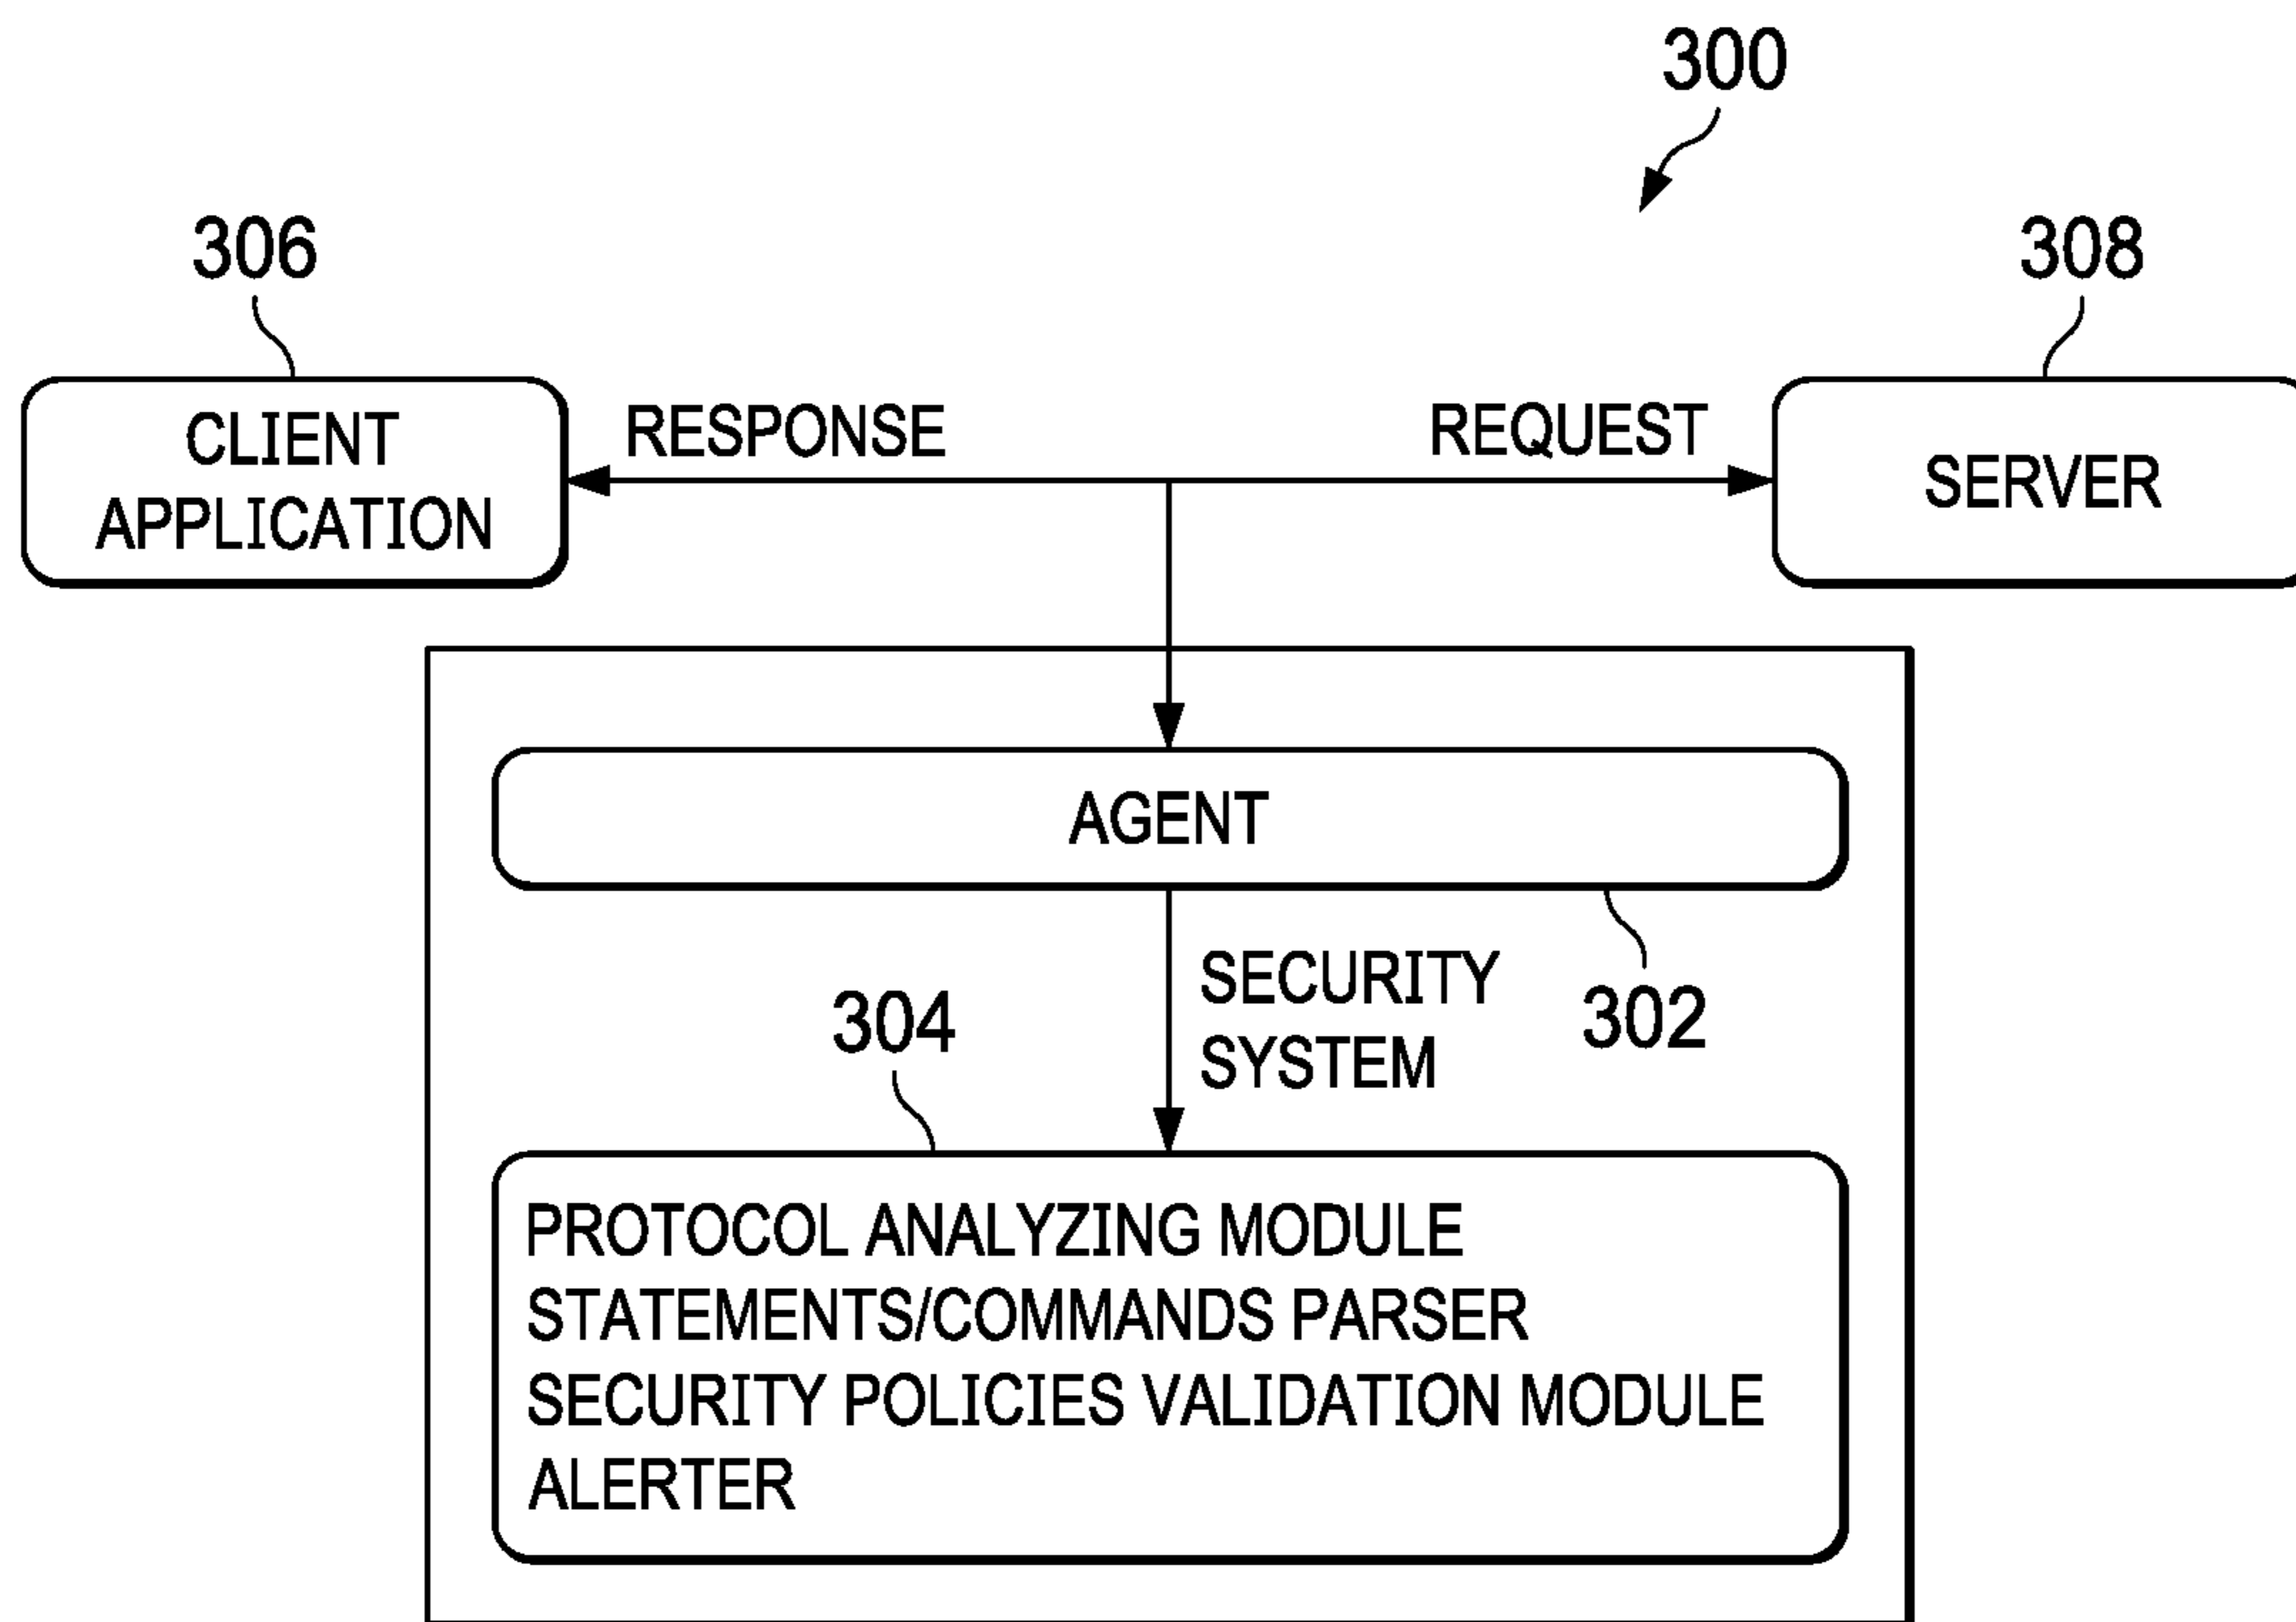 300
306
308
CLIENT
APPLICATION
RESPONSE
REQUEST
SERVER
AGENT
SECURITY
SYSTEM
302
304
PROTOCOL ANALYZING MODULE
STATEMENTS/COMMANDS PARSER
SECURITY POLICIES VALIDATION MODULE
ALERTER